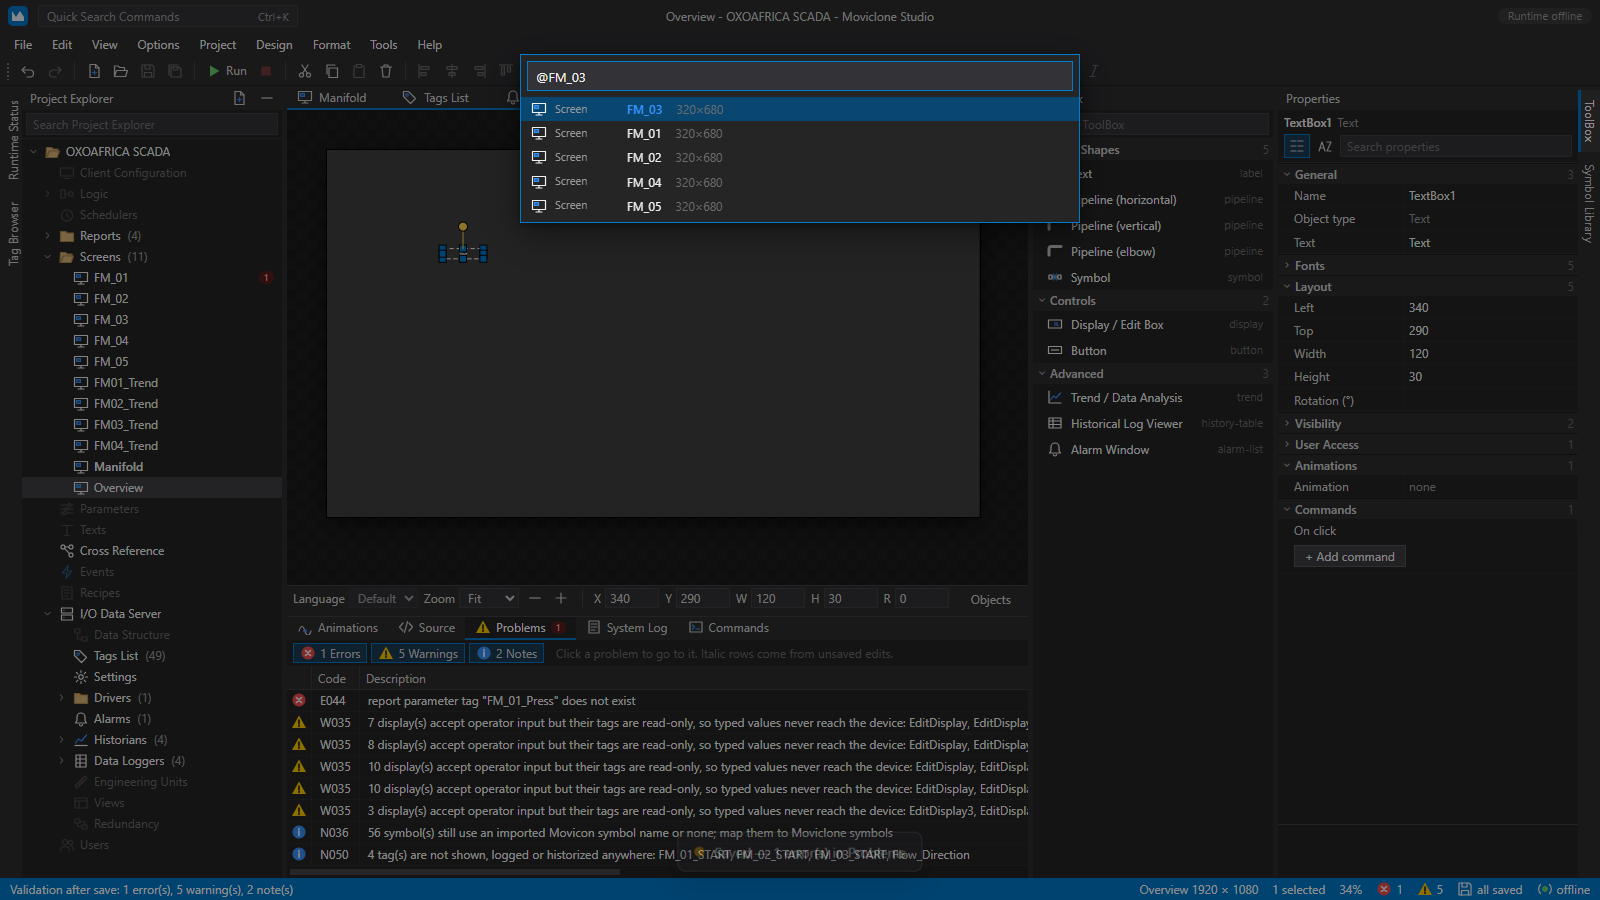 Quick Search Commands Ctrl+K
Overview - OXOAFRICA SCADA - Moviclone Studio
Runtime offline
File Edit View Options Project Design Format Tools Help
Run
@FM_03
Screen FM_03 320×680
Screen FM_01 320×680
Screen FM_02 320×680
Screen FM_04 320×680
Screen FM_05 320×680
Runtime Status
Tag Browser
Project Explorer
Search Project Explorer
OXOAFRICA SCADA
Client Configuration
Logic
Schedulers
Reports (4)
Screens (11)
FM_01 1
FM_02
FM_03
FM_04
FM_05
FM01_Trend
FM02_Trend
FM03_Trend
FM04_Trend
Manifold
Overview
Parameters
Texts
Cross Reference
Events
Recipes
I/O Data Server
Data Structure
Tags List (49)
Settings
Drivers (1)
Alarms (1)
Historians (4)
Data Loggers (4)
Engineering Units
Views
Redundancy
Users
Manifold
Tags List
Language Default Zoom Fit X 340 Y 290 W 120 H 30 R 0 Objects
Animations Source Problems 1 System Log Commands
1 Errors 5 Warnings 2 Notes Click a problem to go to it. Italic rows come from unsaved edits.
Code Description
E044 report parameter tag "FM_01_Press" does not exist
W035 7 display(s) accept operator input but their tags are read-only, so typed values never reach the device: EditDisplay, EditDisplay
W035 8 display(s) accept operator input but their tags are read-only, so typed values never reach the device: EditDisplay, EditDisplay
W035 10 display(s) accept operator input but their tags are read-only, so typed values never reach the device: EditDisplay, EditDispl
W035 10 display(s) accept operator input but their tags are read-only, so typed values never reach the device: EditDisplay, EditDispl
W035 3 display(s) accept operator input but their tags are read-only, so typed values never reach the device: EditDisplay3, EditDispl
N036 56 symbol(s) still use an imported Movicon symbol name or none; map them to Moviclone symbols
N050 4 tag(s) are not shown, logged or historized anywhere: FM_01_START, FM_02_START, FM_03_START, Flow_Direction
ToolBox
Shapes 5
label
Pipeline (horizontal) pipeline
Pipeline (vertical) pipeline
Pipeline (elbow) pipeline
Symbol symbol
Controls 2
Display / Edit Box display
Button button
Advanced 3
Trend / Data Analysis trend
Historical Log Viewer history-table
Alarm Window alarm-list
Properties
TextBox1 Text
AZ Search properties
General 3
Name TextBox1
Object type Text
Text Text
Fonts 5
Layout 5
Left 340
Top 290
Width 120
Height 30
Rotation (°)
Visibility 2
User Access 1
Animations 1
Animation none
Commands 1
On click
+ Add command
ToolBox
Symbol Library
Validation after save: 1 error(s), 5 warning(s), 2 note(s)
Overview 1920 × 1080 1 selected 34% 1 5 all saved offline